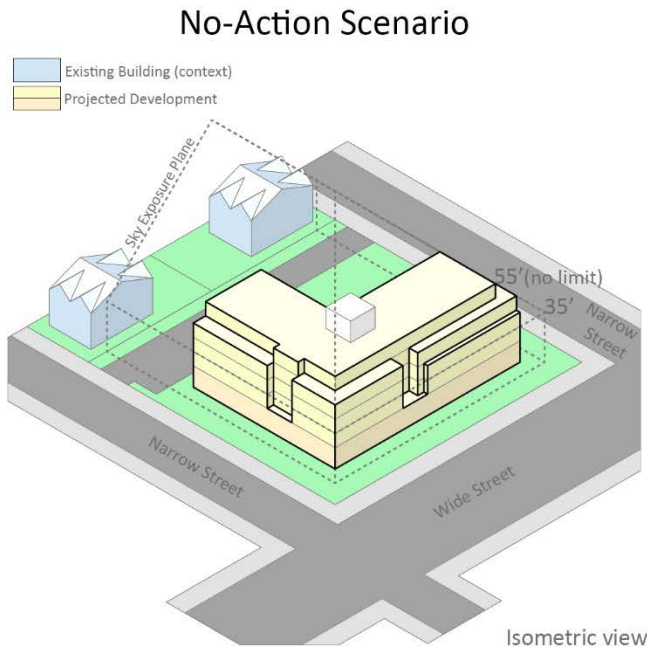 No-Action Scenario
Existing Building (context)
Projected Development
Sky Exposure Plane
55’(no limit)
35’
Narrow
Street
Narrow Street
Wide Street
Isometric view